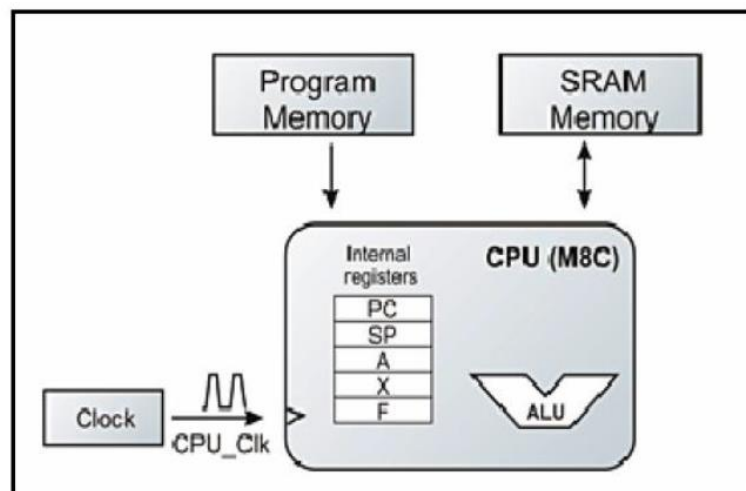 Program
Memory
SRAM
Memory
Internal
registers
CPU (M8C)
PC
SP
A
X
F
ALU
Clock
CPU_Clk